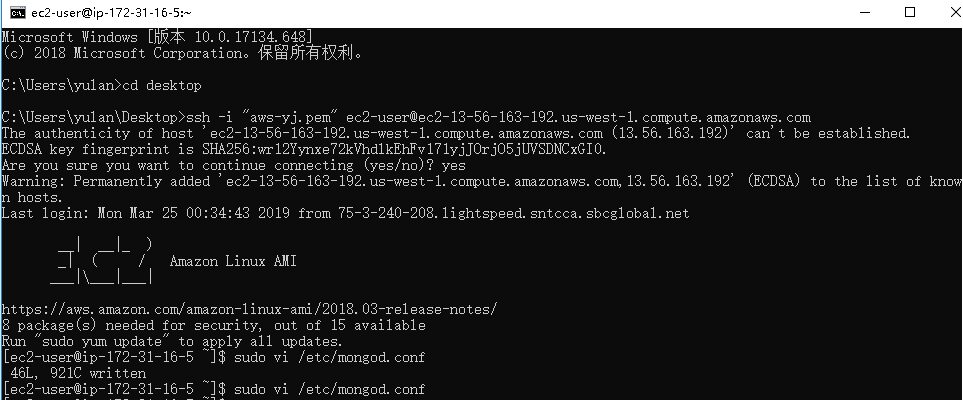 ec2-user@ip-172-31-16-5:~
Microsoft Windows [版本 10.0.17134.648]
(c) 2018 Microsoft Corporation。保留所有权利。
C:\Users\yulan>cd desktop
C:\Users\yulan\Desktop>ssh -i "aws-yj.pem" ec2-user@ec2-13-56-163-192.us-west-1.compute.amazonaws.com
The authenticity of host 'ec2-13-56-163-192.us-west-1.compute.amazonaws.com (13.56.163.192)' can't be established.
ECDSA key fingerprint is SHA256:wr12Yynxe72kVhdlkEhFv171yjJOrjO5jUVSDNCxGI0.
Are you sure you want to continue connecting (yes/no)? yes
Warning: Permanently added 'ec2-13-56-163-192.us-west-1.compute.amazonaws.com,13.56.163.192' (ECDSA) to the list of know
n hosts.
Last login: Mon Mar 25 00:34:43 2019 from 75-3-240-208.lightspeed.sntcca.sbcglobal.net
__|  __|_  )
_|  (     /   Amazon Linux AMI
___|\___|___|
https://aws.amazon.com/amazon-linux-ami/2018.03-release-notes/
8 package(s) needed for security, out of 15 available
Run "sudo yum update" to apply all updates.
[ec2-user@ip-172-31-16-5 ~]$ sudo vi /etc/mongod.conf
46L, 921C written
[ec2-user@ip-172-31-16-5 ~]$ sudo vi /etc/mongod.conf